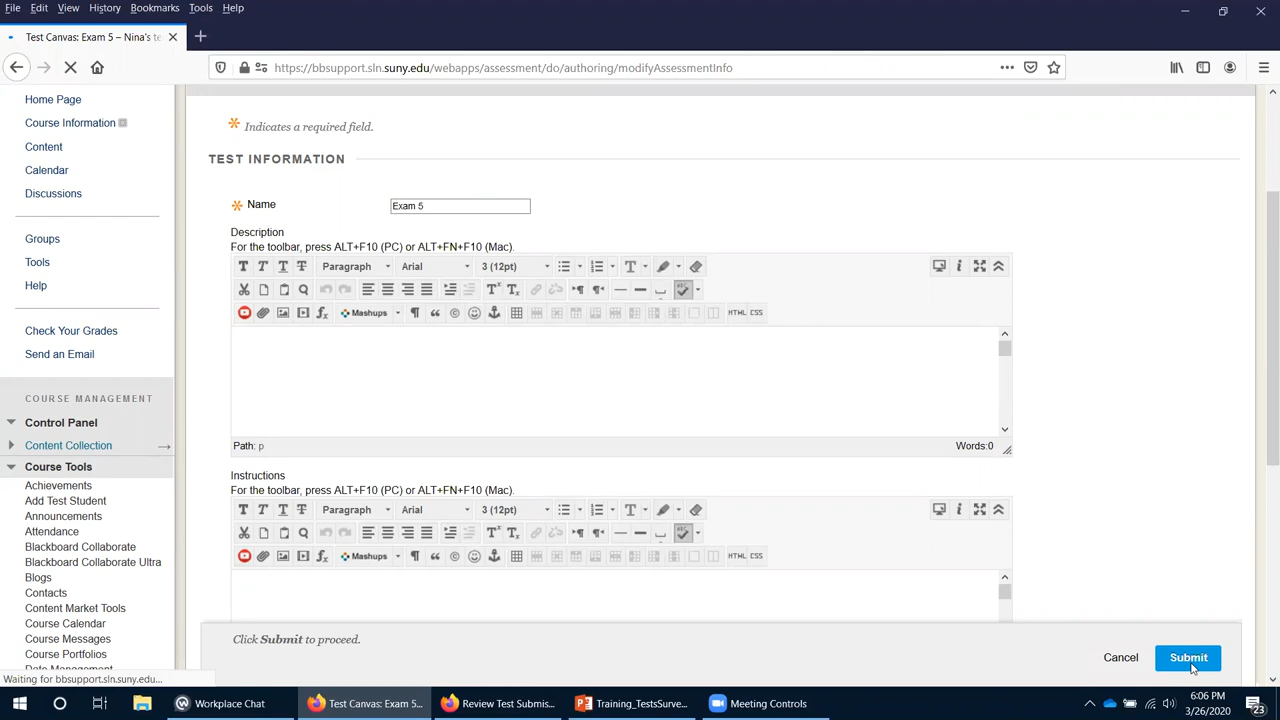 File Edit View History Bookmarks Tools Help
Test Canvas: Exam 5 – Nina's te
https://bbsupport.sln.suny.edu/webapps/assessment/do/authoring/modifyAssessmentInfo
Home Page
Course Information
Content
Calendar
Discussions
Groups
Tools
Help
Check Your Grades
Send an Email
COURSE MANAGEMENT
Control Panel
Content Collection
Course Tools
Achievements
Add Test Student
Announcements
Attendance
Blackboard Collaborate
Blackboard Collaborate Ultra
Blogs
Contacts
Content Market Tools
Course Calendar
Course Messages
Course Portfolios
Date Management
Waiting for bbsupport.sln.suny.edu...
Indicates a required field.
TEST INFORMATION
Name Exam 5
Description
For the toolbar, press ALT+F10 (PC) or ALT+FN+F10 (Mac).
T T T T Paragraph Arial 3 (12pt) T
Mashups HTML CSS
Path: p Words:0
Instructions
For the toolbar, press ALT+F10 (PC) or ALT+FN+F10 (Mac).
T T T T Paragraph Arial 3 (12pt) T
Mashups HTML CSS
Click Submit to proceed.
Cancel Submit
Workplace Chat Test Canvas: Exam 5... Review Test Submis... Training_TestsSurve... Meeting Controls
6:06 PM
3/26/2020
23